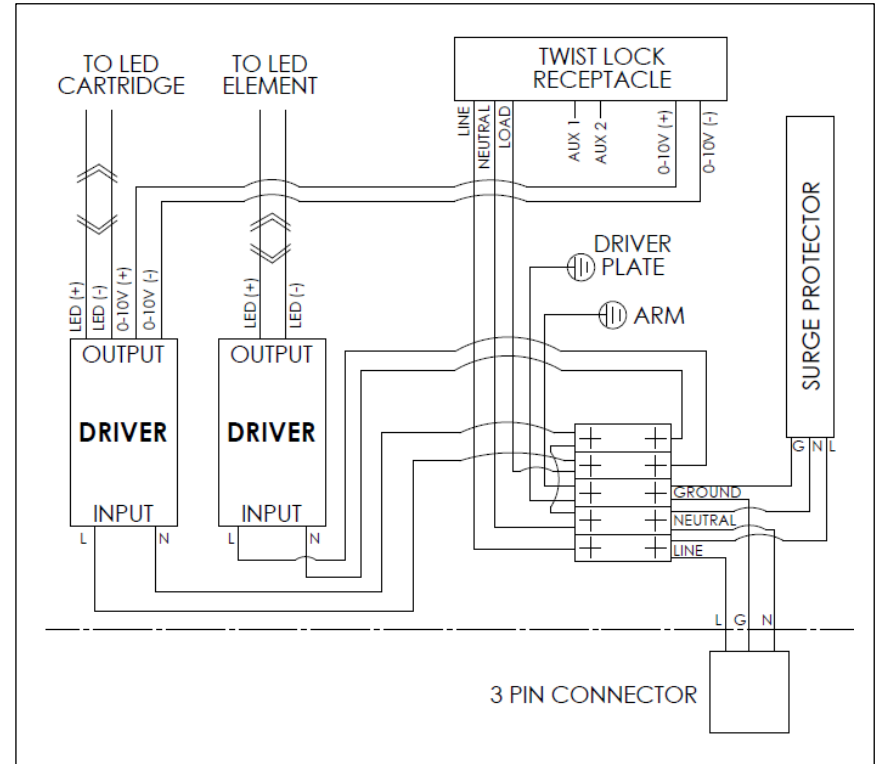 TO LED
CARTRIDGE
TO LED
ELEMENT
TWIST LOCK
RECEPTACLE
LINE
NEUTRAL
LOAD
AUX 1
AUX 2
0-10V (+)
0-10V (-)
SURGE PROTECTOR
DRIVER
PLATE
ARM
LED (+)
LED (-)
0-10V (+)
0-10V (-)
LED (+)
LED (-)
OUTPUT
DRIVER
INPUT
L N
OUTPUT
DRIVER
INPUT
L N
G N L
GROUND
NEUTRAL
LINE
L G N
3 PIN CONNECTOR